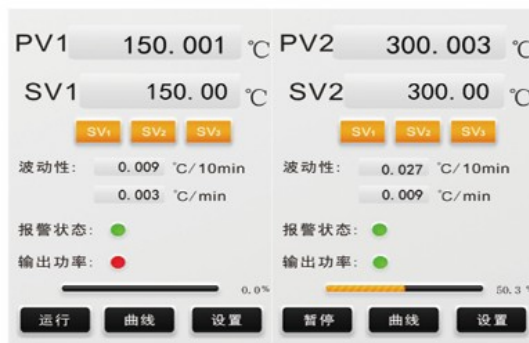 PV1 150.001 ℃
SV1 150.00 ℃
SV₁ SV₂ SV₃
波动性: 0.009 ℃/10min
0.003 ℃/min
报警状态:
输出功率:
0.0%
运行 曲线 设置
PV2 300.003 ℃
SV2 300.00 ℃
SV₁ SV₂ SV₃
波动性: 0.027 ℃/10min
0.009 ℃/min
报警状态:
输出功率:
50.3 %
暂停 曲线 设置